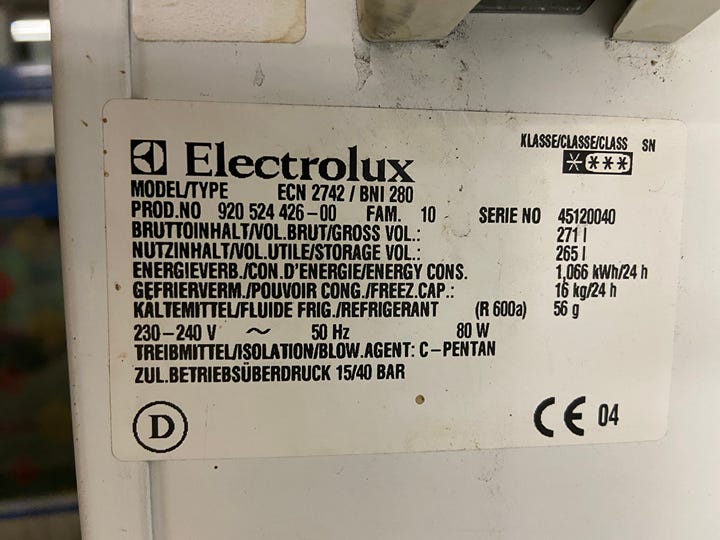 KLASSE/CLASSE/CLASS SN
Electrolux
****
MODEL/TYPE ECN 2742 / BNI 280
PROD.NO 920 524 426-00 FAM. 10 SERIE NO 45120040
BRUTTOINHALT/VOL.BRUT/GROSS VOL.: 271 l
NUTZINHALT/VOL.UTILE/STORAGE VOL.: 265 l
ENERGIEVERB./CON.D'ENERGIE/ENERGY CONS. 1,066 kWh/24 h
GEFRIERVERM./POUVOIR CONG./FREEZ.CAP.: 16 kg/24 h
KÄLTEMITTEL/FLUIDE FRIG./REFRIGERANT (R 600a) 56 g
230-240 V ~ 50 Hz 80 W
TREIBMITTEL/ISOLATION/BLOW.AGENT: C-PENTAN
ZUL.BETRIEBSÜBERDRUCK 15/40 BAR
D
CE 04